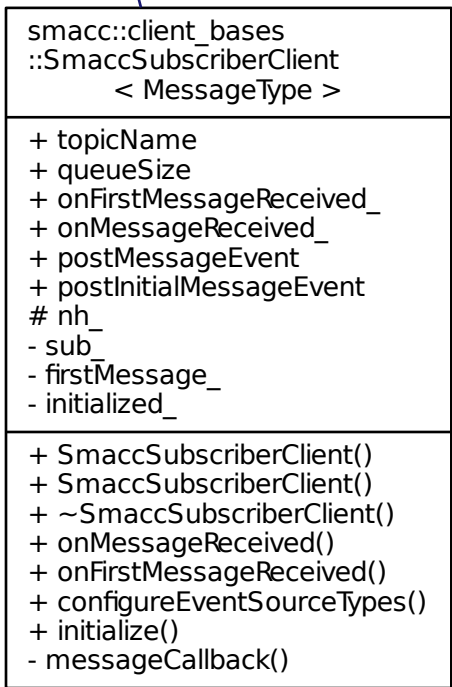 smacc::client_bases
::SmaccSubscriberClient
< MessageType >
+ topicName
+ queueSize
+ onFirstMessageReceived_
+ onMessageReceived_
+ postMessageEvent
+ postInitialMessageEvent
# nh_
- sub_
- firstMessage_
- initialized_
+ SmaccSubscriberClient()
+ SmaccSubscriberClient()
+ ~SmaccSubscriberClient()
+ onMessageReceived()
+ onFirstMessageReceived()
+ configureEventSourceTypes()
+ initialize()
- messageCallback()